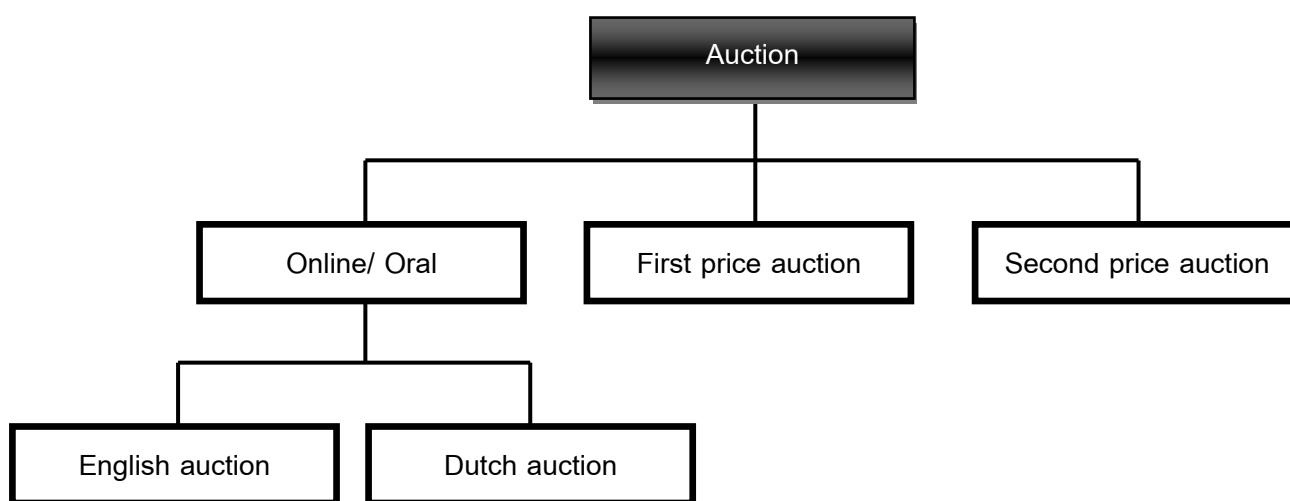 Auction
Online/ Oral
First price auction
Second price auction
English auction
Dutch auction